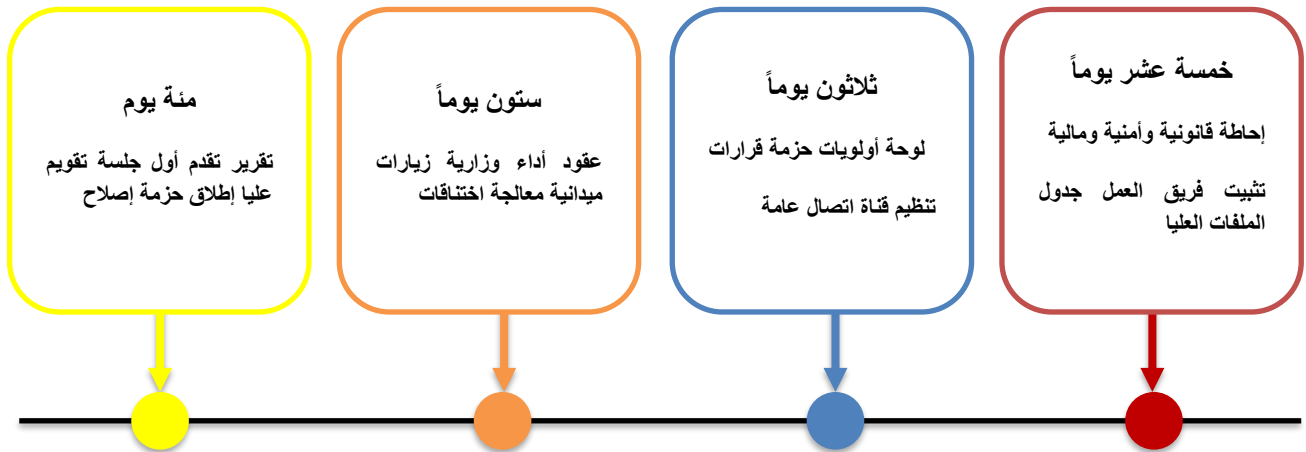 خمسة عشر يوماً
إحاطة قانونية وأمنية ومالية
تثبيت فريق العمل جدول
الملفات العليا
ثلاثون يوماً
لوحة أولويات حزمة قرارات
تنظيم قناة اتصال عامة
ستون يوماً
عقود أداء وزارية زيارات
ميدانية معالجة اختناقات
مئة يوم
تقرير تقدم أول جلسة تقويم
عليا إطلاق حزمة إصلاح